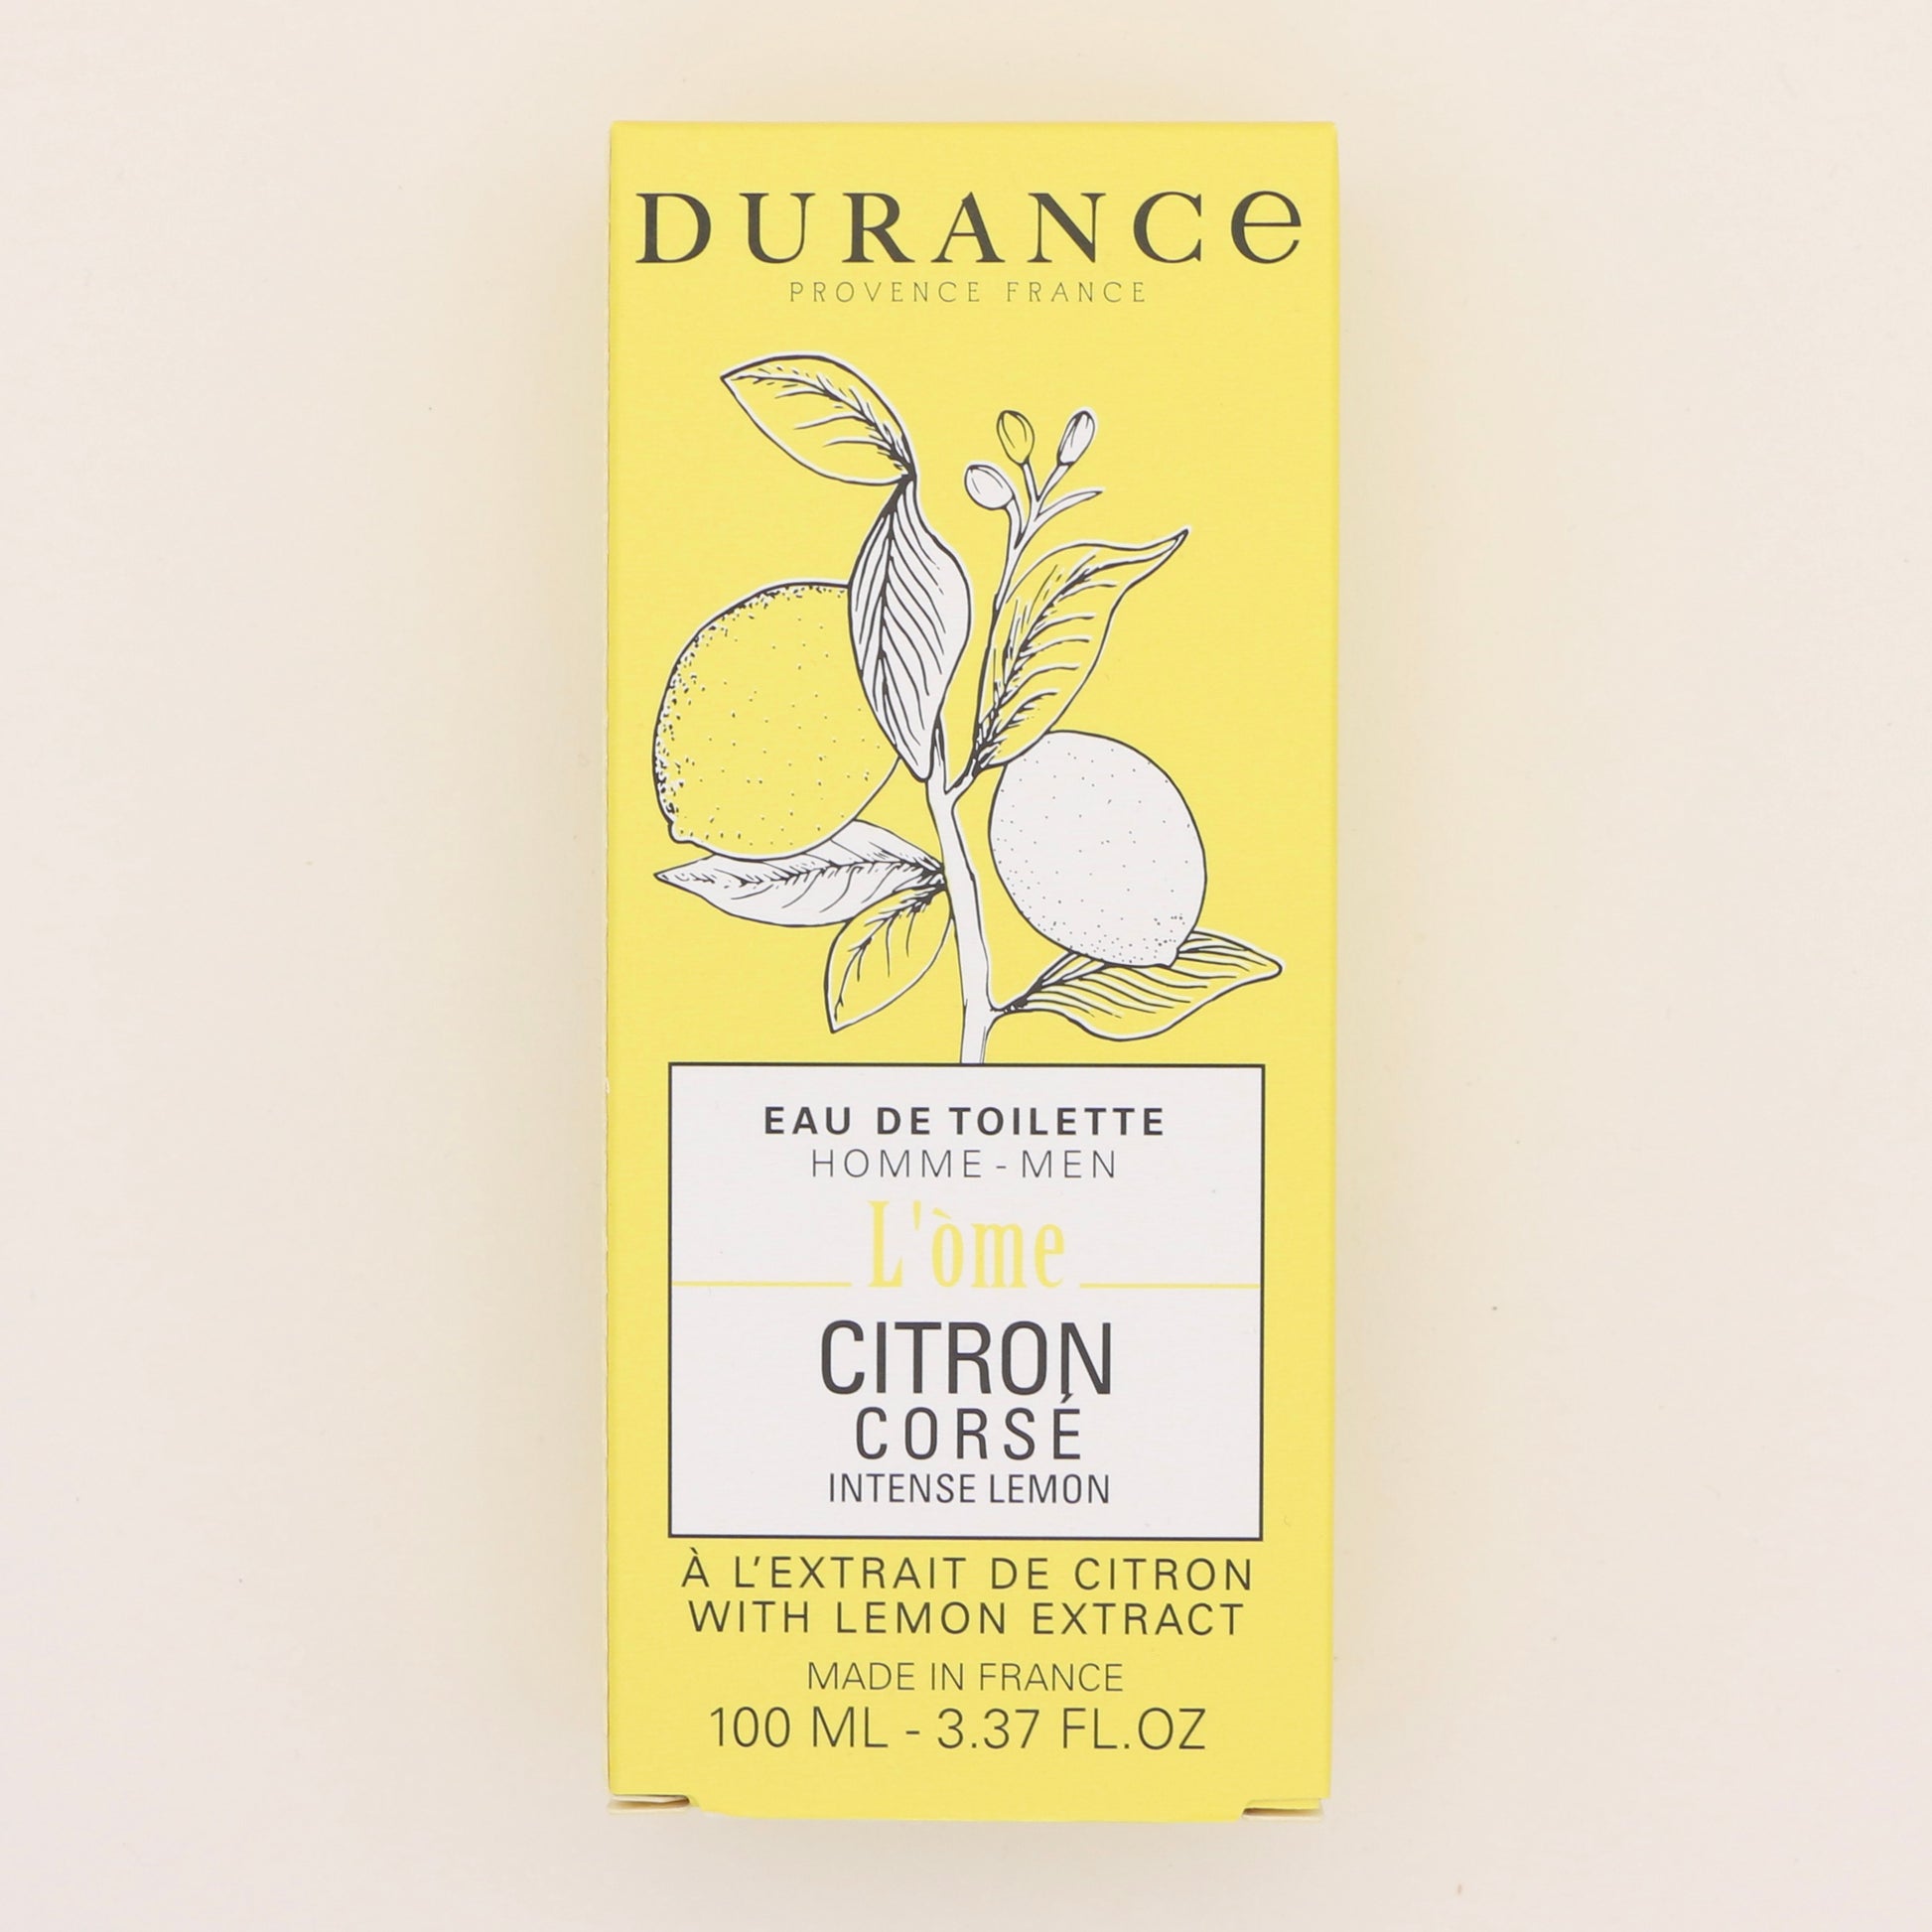 DURANCe
PROVENCE FRANCE
EAU DE TOILETTE
HOMME - MEN
L'òme
CITRON
CORSÉ
INTENSE LEMON
À L'EXTRAIT DE CITRON
WITH LEMON EXTRACT
MADE IN FRANCE
100 ML - 3.37 FL.OZ